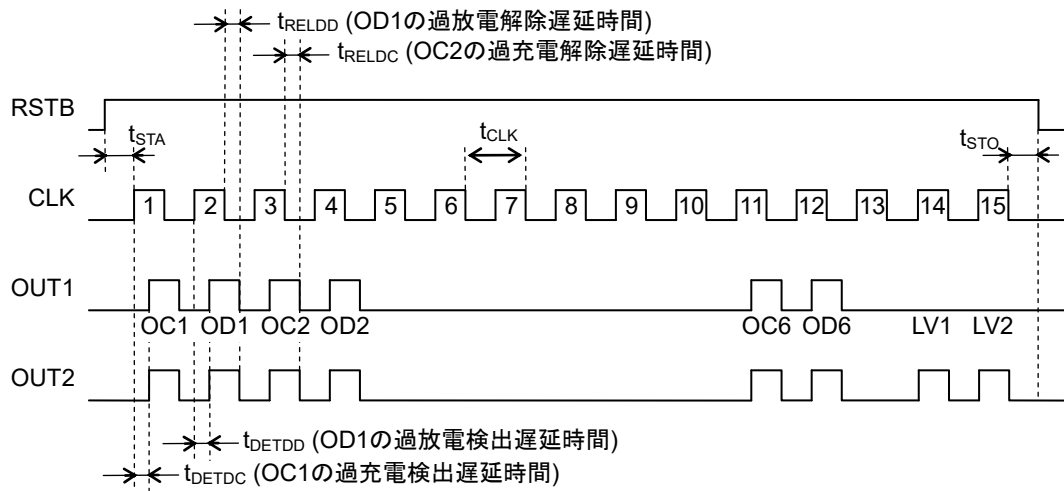 tRELDD (OD1の過放電解除遅延時間)
tRELDC (OC2の過充電解除遅延時間)
RSTB
tSTA
tCLK
tSTO
CLK
1 2 3 4 5 6 7 8 9 10 11 12 13 14 15
OUT1
OC1 OD1 OC2 OD2 OC6 OD6 LV1 LV2
OUT2
tDETDD (OD1の過放電検出遅延時間)
tDETDC (OC1の過充電検出遅延時間)